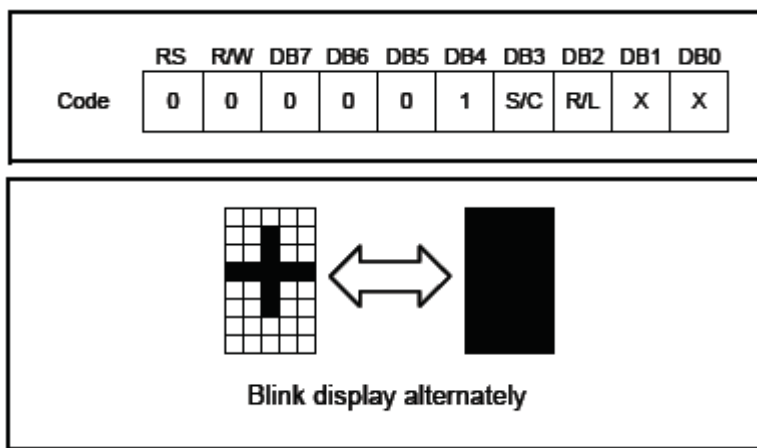 RS R/W DB7 DB6 DB5 DB4 DB3 DB2 DB1 DB0
Code 0 0 0 0 0 1 S/C R/L X X
Blink display alternately